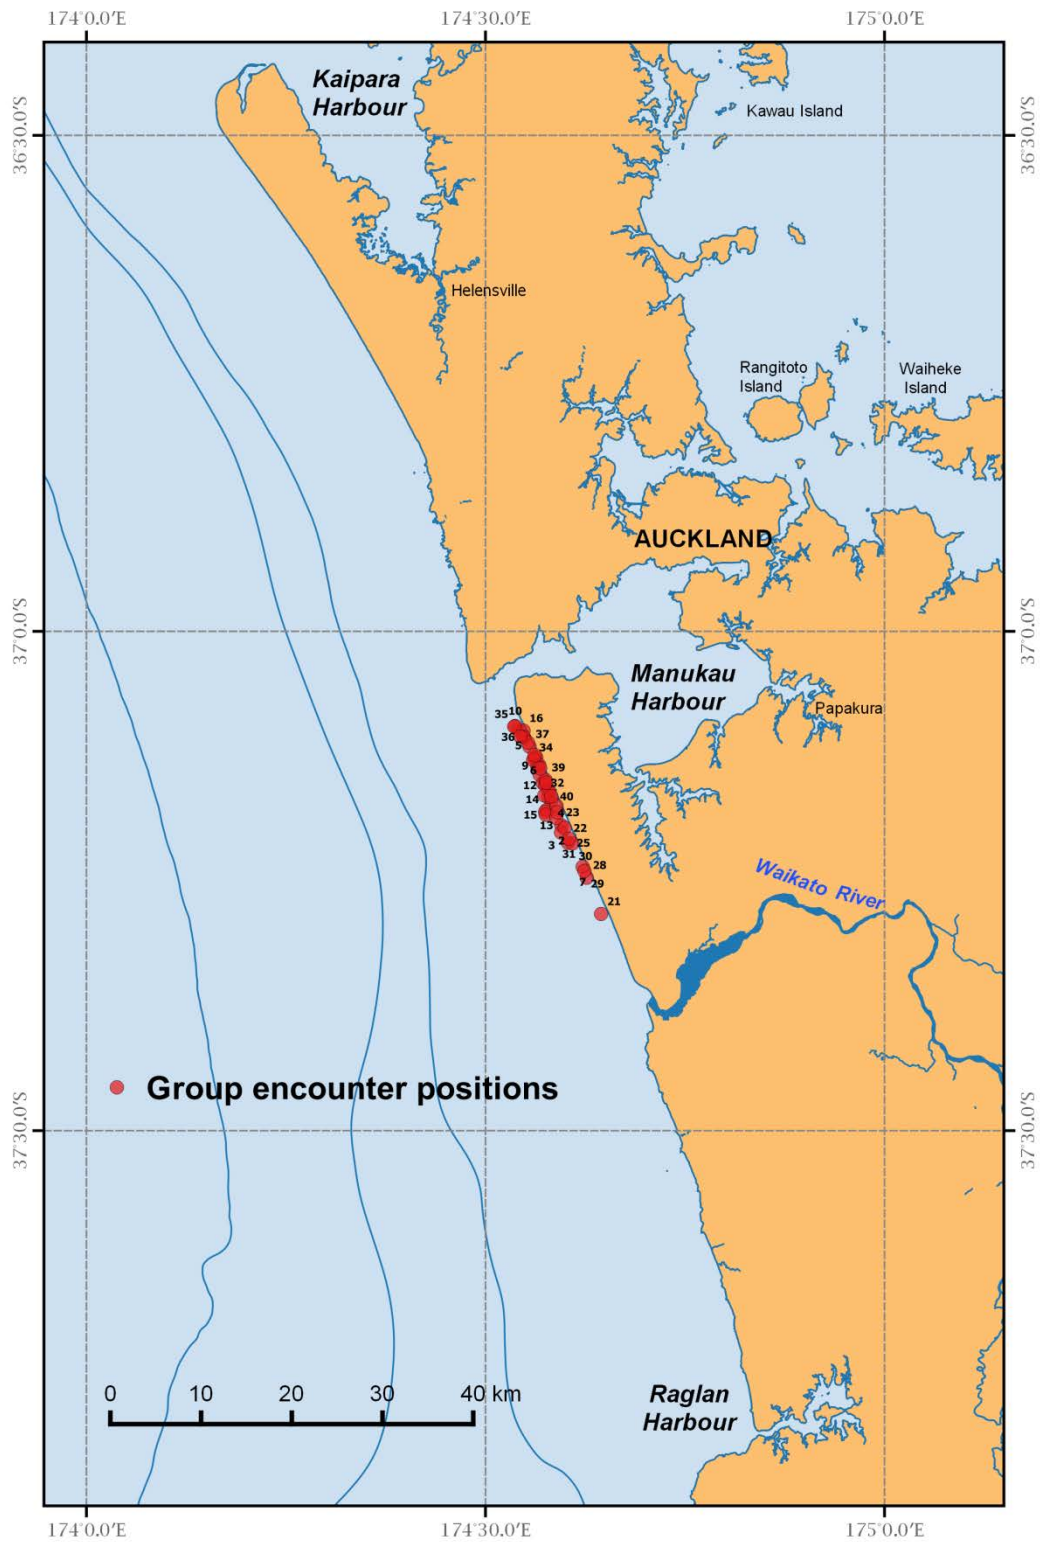 174°0.0'E
174°30.0'E
175°0.0'E
Kaipara
Harbour
Kawau Island
36°30.0'S
36°30.0'S
Helensville
Rangitoto
Island
Waiheke
Island
AUCKLAND
37°0.0'S
37°0.0'S
Manukau
Harbour
Papakura
35
10
16
36
37
5
34
9
6
39
12
32
14
40
15
4
23
13
22
3
2
25
31
30
28
7
29
21
Waikato River
Group encounter positions
37°30.0'S
37°30.0'S
0
10
20
30
40 km
Raglan
Harbour
174°0.0'E
174°30.0'E
175°0.0'E